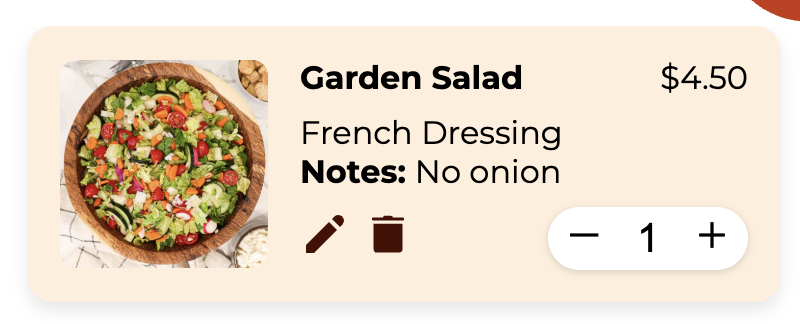 Garden Salad $4.50
French Dressing
Notes: No onion
− 1 +